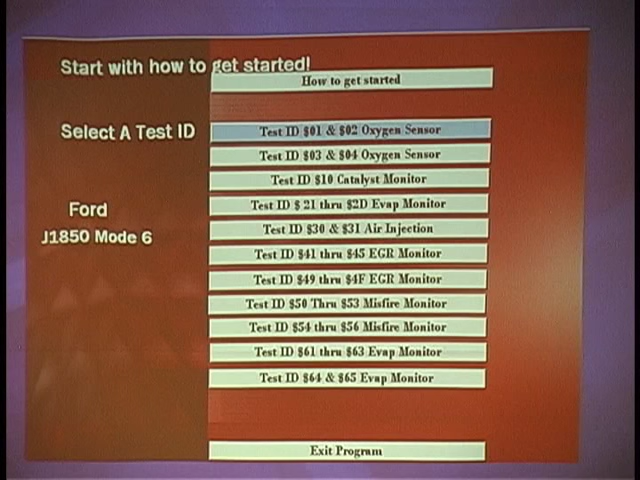 Start with how to get started!
How to get started
Select A Test ID
Test ID $01 & $02 Oxygen Sensor
Test ID $03 & $04 Oxygen Sensor
Test ID $10 Catalyst Monitor
Test ID $ 21 thru $2D Evap Monitor
Test ID $30 & $31 Air Injection
Test ID $41 thru $45 EGR Monitor
Test ID $49 thru $4F EGR Monitor
Test ID $50 Thru $53 Misfire Monitor
Test ID $54 thru $56 Misfire Monitor
Test ID $61 thru $63 Evap Monitor
Test ID $64 & $65 Evap Monitor
Ford
J1850 Mode 6
Exit Program